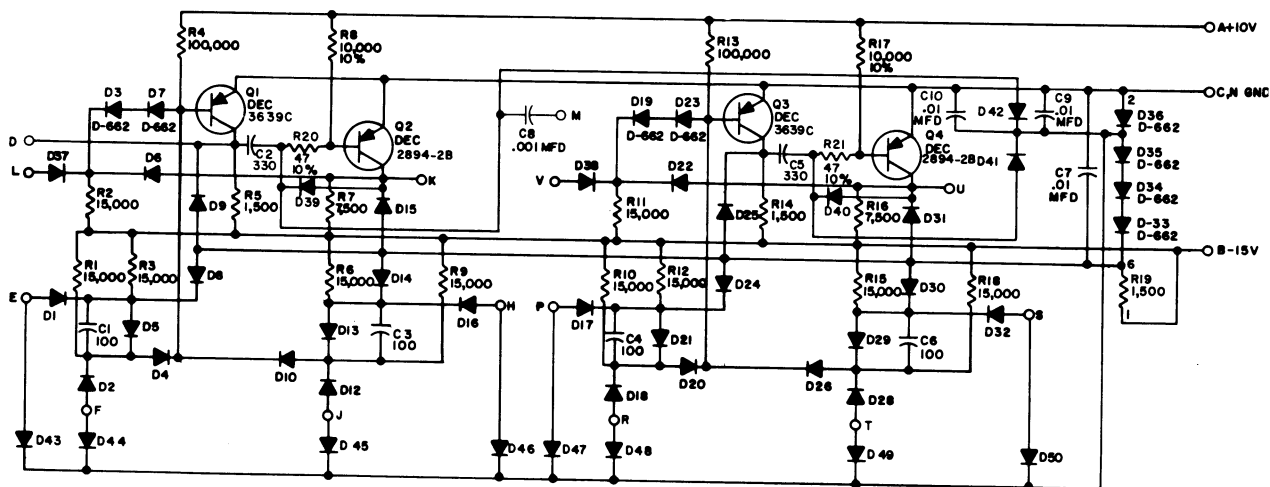 A+10V
R4
100,000
R8
10,000
10%
R13
100,000
R17
10,000
10%
Q1
DEC
3639C
D3
D-662
D7
D-662
Q2
DEC
2894-2B
C8
.001 MFD
M
D19
D-662
D23
D-662
Q3
DEC
3639C
Q4
DEC
2894-2B
C10
.01
MFD
D42
C9
.01
MFD
C,N GND
2
D36
D-662
D35
D-662
D34
D-662
D-33
D-662
D
L
D37
D6
C2
330
R20
47
10%
K
V
D38
D22
C5
330
R21
47
10%
U
D41
C7
.01
MFD
R2
15,000
D9
R5
1,500
R7
7,500
D39
D15
R11
15,000
D25
R14
1,500
D40
R16
7,500
D31
B-15V
R1
15,000
R3
15,000
D8
R6
15,000
D14
R9
15,000
R10
15,000
R12
15,000
D24
R15
15,000
D30
R18
15,000
6
R19
1,500
1
E
D1
C1
100
D5
D13
C3
100
D16
H
P
D17
C4
100
D21
D29
C6
100
D32
S
D2
D4
D10
D12
D18
D20
D26
D28
F
J
R
T
D43
D44
D45
D46
D47
D48
D49
D50